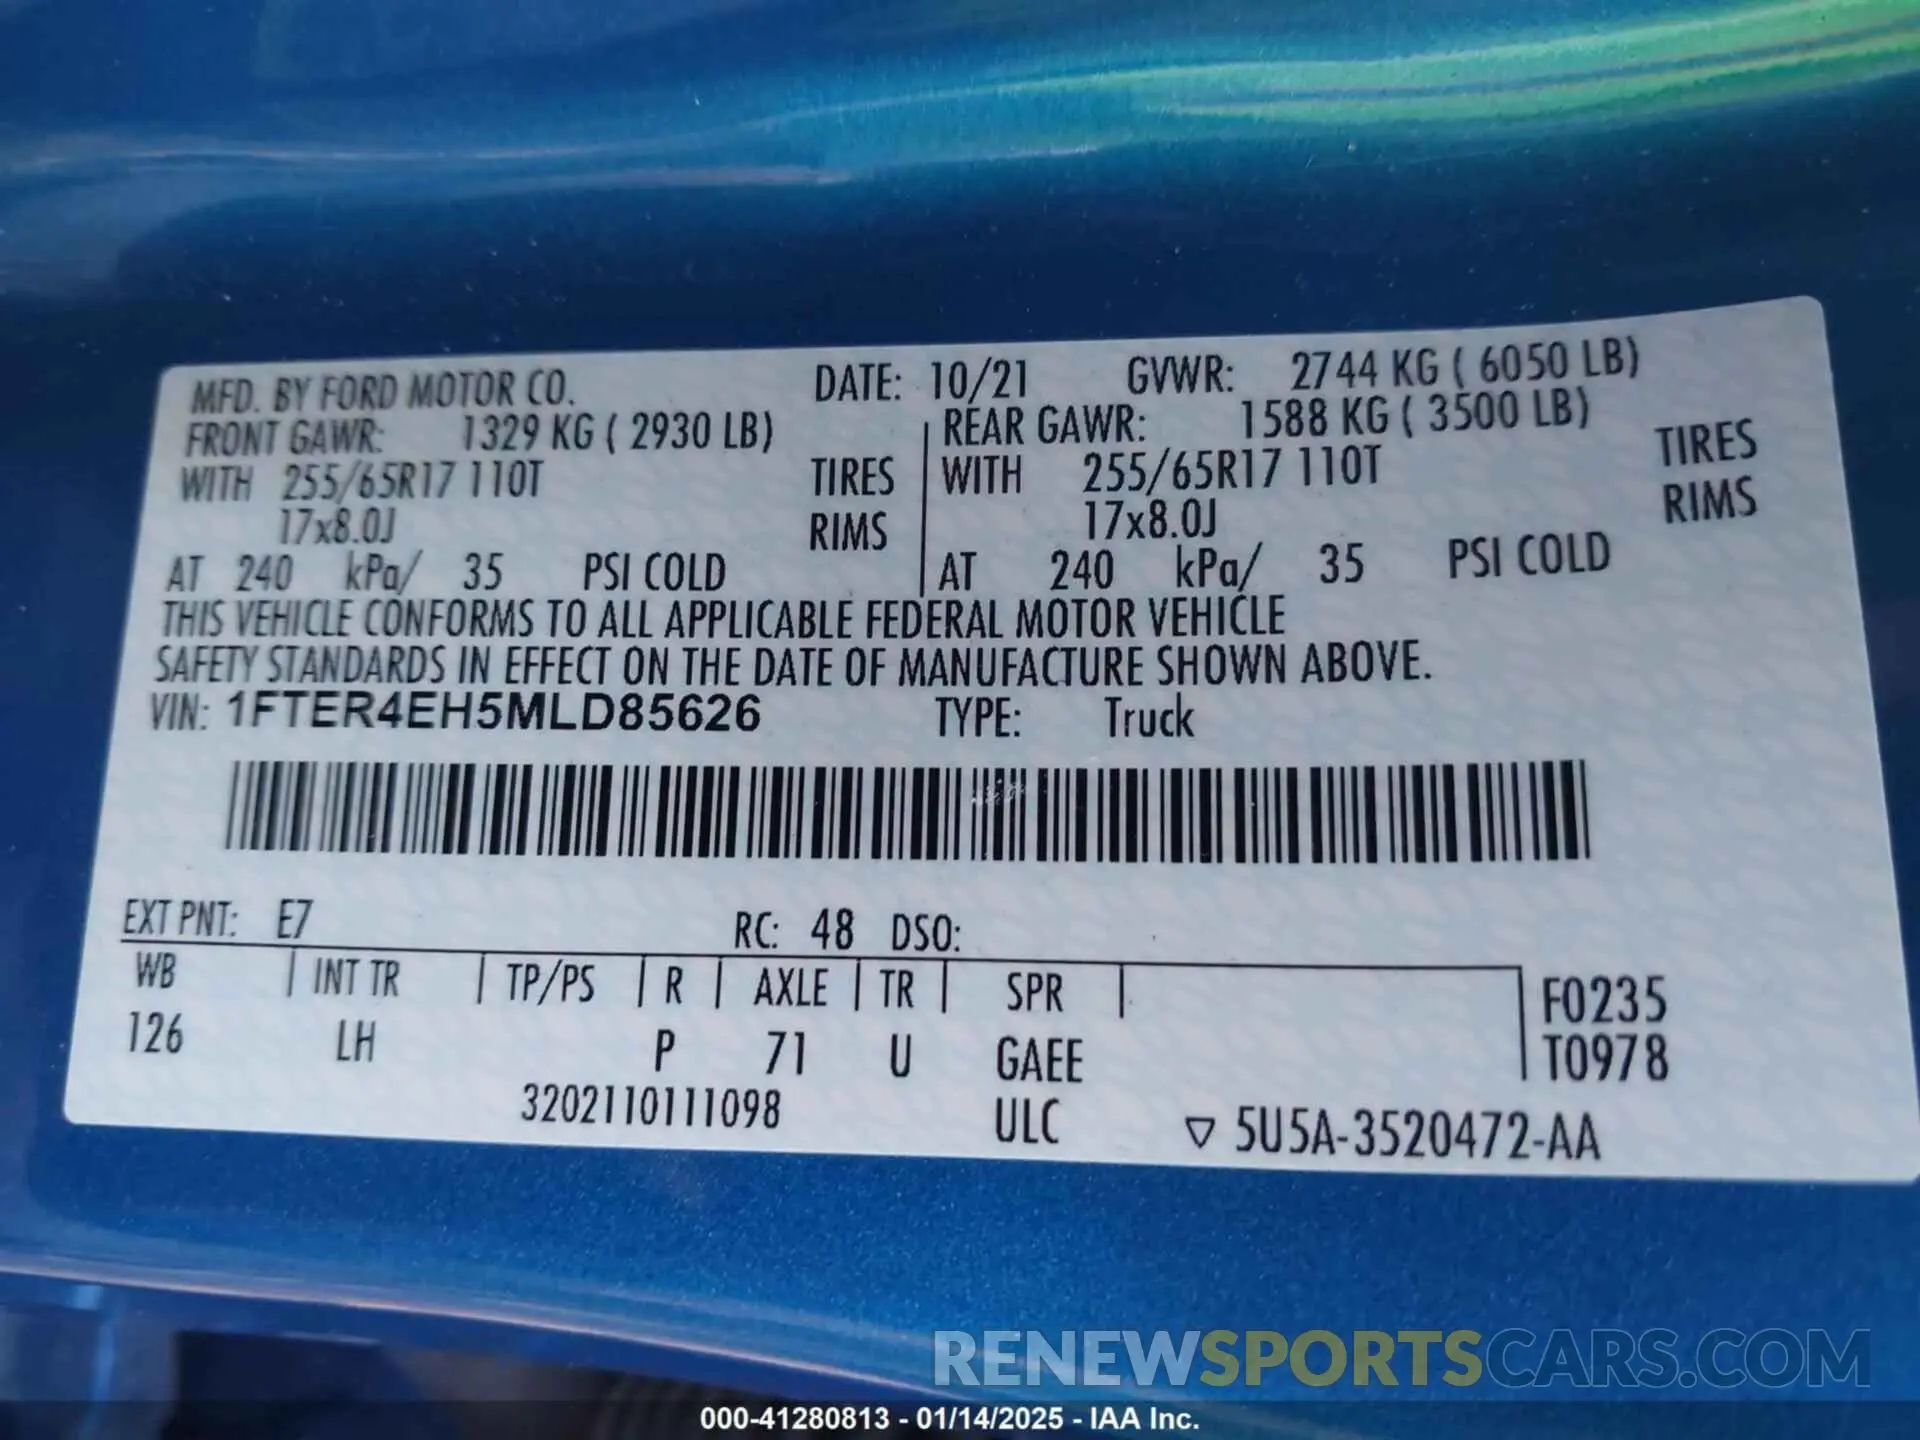 MFD. BY FORD MOTOR CO. DATE: 10/21 GVWR: 2744 KG ( 6050 LB)
FRONT GAWR: 1329 KG ( 2930 LB) REAR GAWR: 1588 KG ( 3500 LB)
WITH 255/65R17 110T TIRES WITH 255/65R17 110T TIRES
17x8.0J RIMS 17x8.0J RIMS
AT 240 kPa/ 35 PSI COLD AT 240 kPa/ 35 PSI COLD
THIS VEHICLE CONFORMS TO ALL APPLICABLE FEDERAL MOTOR VEHICLE
SAFETY STANDARDS IN EFFECT ON THE DATE OF MANUFACTURE SHOWN ABOVE.
VIN: 1FTER4EH5MLD85626 TYPE: Truck
EXT PNT: E7 RC: 48 DSO:
WB INT TR TP/PS R AXLE TR SPR F0235
126 LH P 71 U GAEE T0978
3202110111098 ULC ▽ 5U5A-3520472-AA
RENEWSPORTSCARS.COM
000-41280813 - 01/14/2025 - IAA Inc.